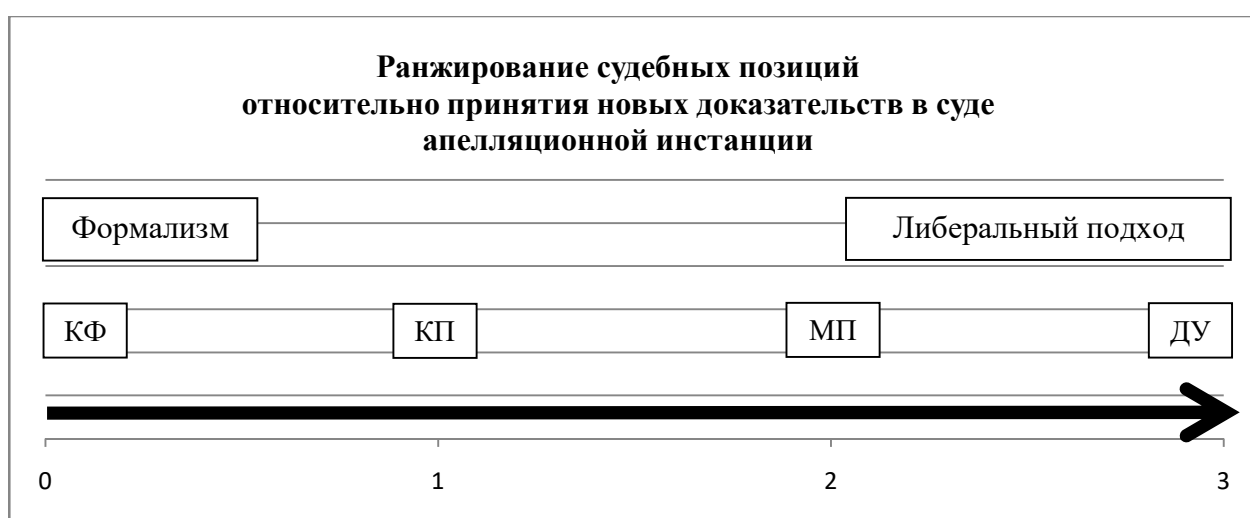 Ранжирование судебных позиций
относительно принятия новых доказательств в суде
апелляционной инстанции
Формализм Либеральный подход
КФ КП МП ДУ
0 1 2 3